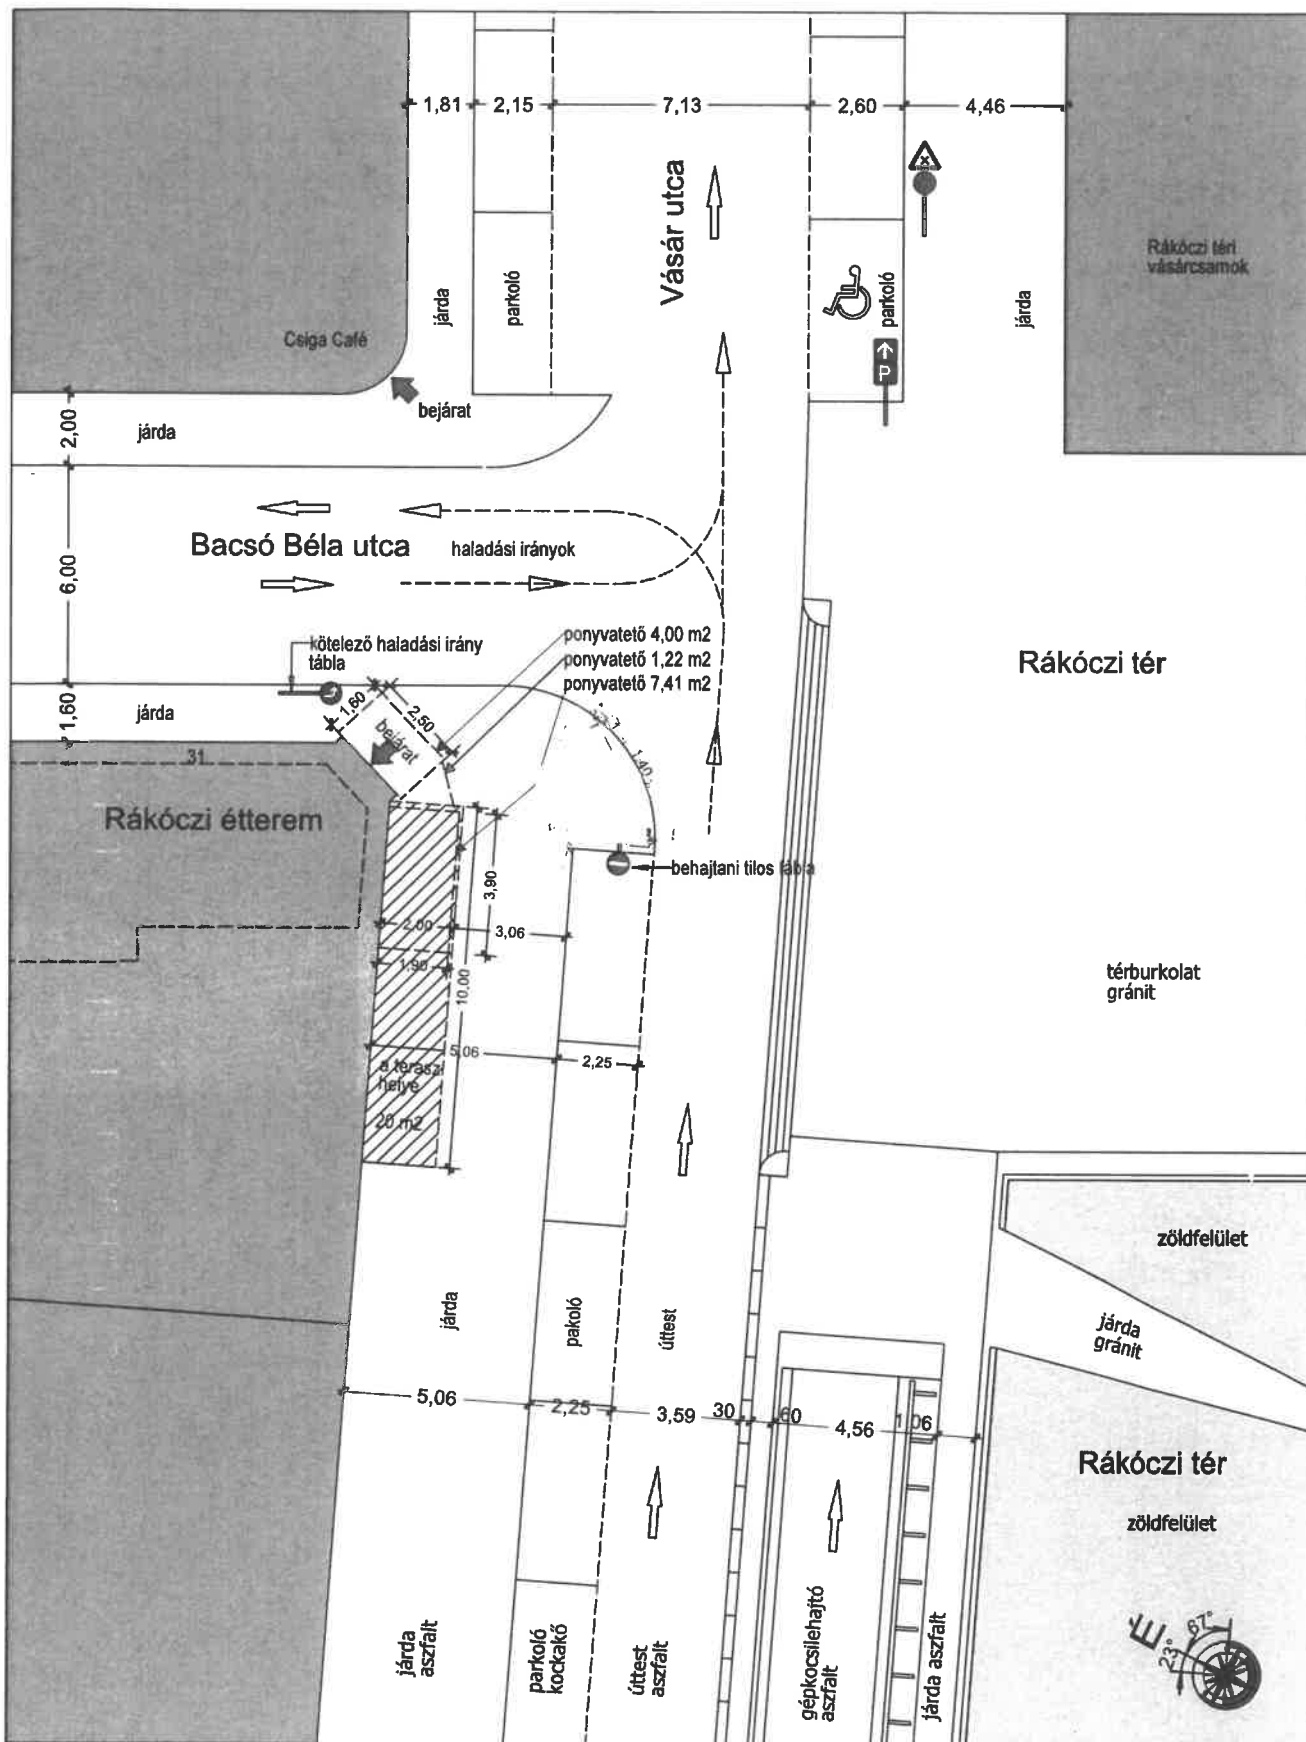 1,81
2,15
7,13
2,60
4,46
Vásár utca
járda
parkoló
parkoló
járda
Rákóczi téri
vásárcsarnok
P
Csiga Café
bejárat
2,00
járda
6,00
Bacsó Béla utca
haladási irányok
kötelező haladási irány
tábla
ponyvatető 4,00 m2
ponyvatető 1,22 m2
ponyvatető 7,41 m2
Rákóczi tér
1,60
járda
1,60
2,50
bejárat
31
Rákóczi étterem
1,40
behajtani tilos tábla
3,90
2,00
3,06
1,90
10,00
térburkolat
gránit
5,06
2,25
a terasz
helye
20 m2
zöldfelület
járda
pakoló
úttest
járda
gránit
5,06
2,25
3,59
30
60
4,56
1,06
Rákóczi tér
zöldfelület
járda
aszfalt
parkoló
kockakő
úttest
aszfalt
gépkocsilehajtó
aszfalt
járda aszfalt
É
67°
23°